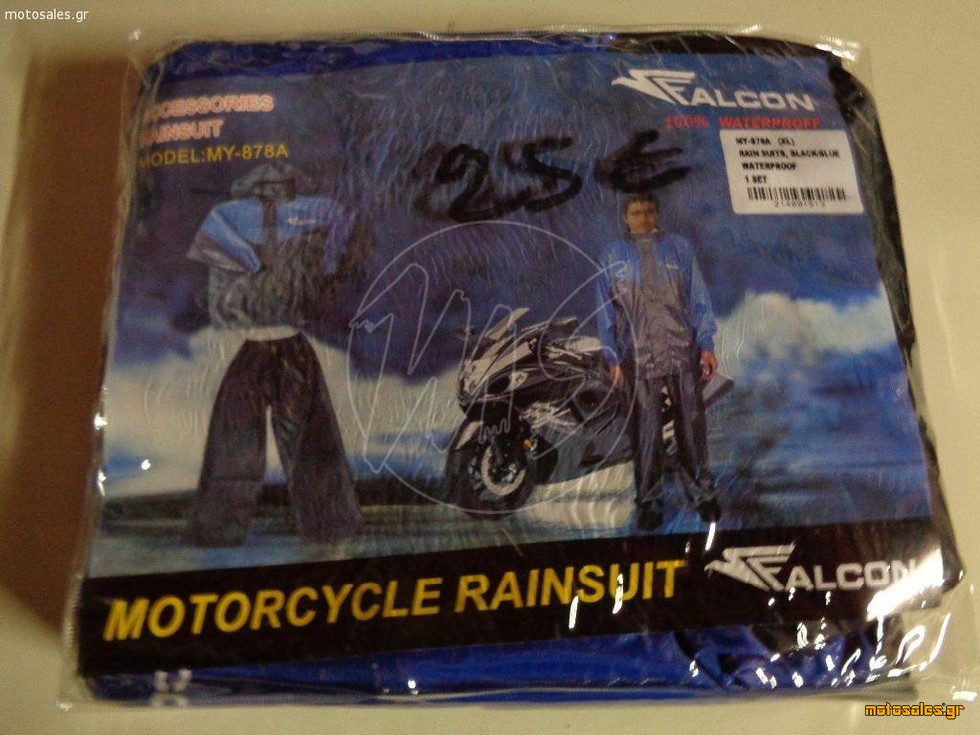 motosales.gr
ACCESSORIES
RAINSUIT
MODEL:MY-878A
FALCON
100% WATERPROFF
MY-878A (XL)
RAIN SUITS, BLACK/BLUE
WATERPROOF
1 SET
25 €
MS
MOTORCYCLE RAINSUIT
FALCON
motosales.gr